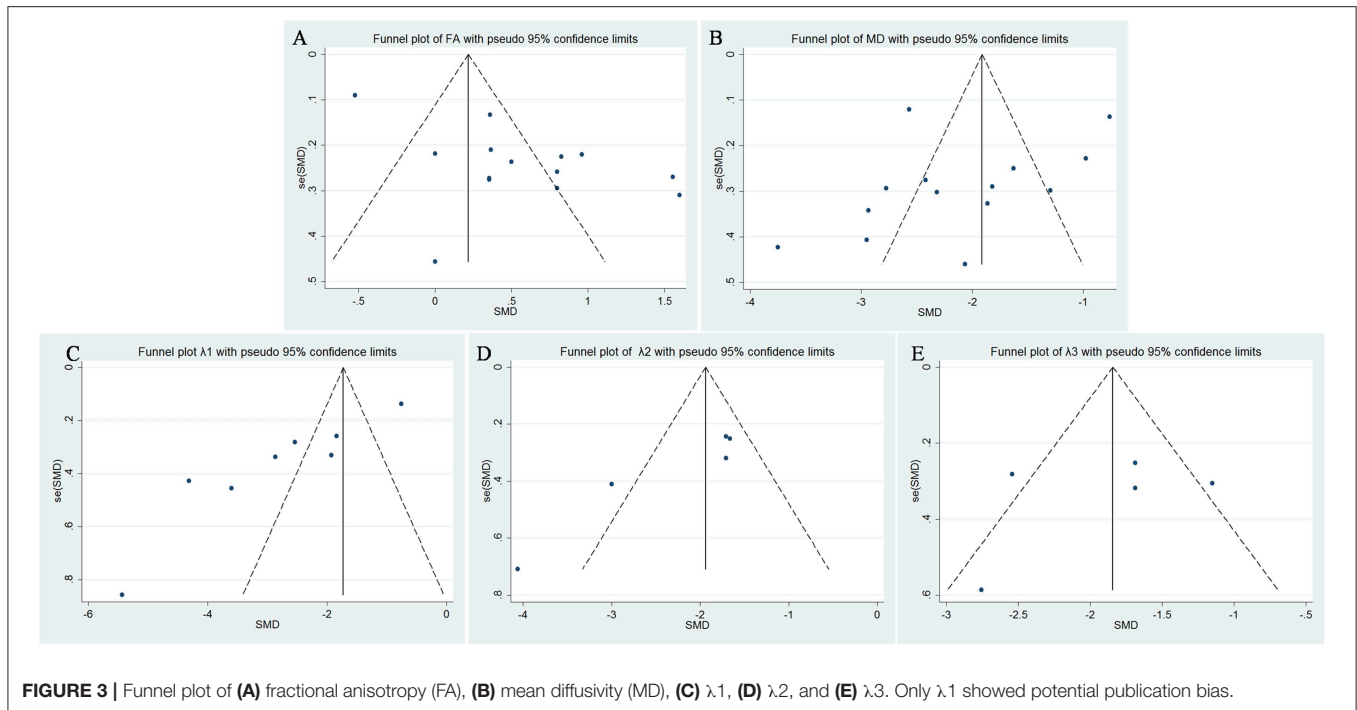 A
Funnel plot of FA with pseudo 95% confidence limits
se(SMD)
0
.1
.2
.3
.4
.5
-.5
0
.5
1
1.5
SMD
B
Funnel plot of MD with pseudo 95% confidence limits
se(SMD)
0
.1
.2
.3
.4
.5
-4
-3
-2
-1
SMD
C
Funnel plot λ1 with pseudo 95% confidence limits
se(SMD)
0
.2
.4
.6
.8
-6
-4
-2
0
SMD
D
Funnel plot of λ2 with pseudo 95% confidence limits
se(SMD)
0
.2
.4
.6
.8
-4
-3
-2
-1
0
SMD
E
Funnel plot of λ3 with pseudo 95% confidence limits
se(SMD)
0
.2
.4
.6
-3
-2.5
-2
-1.5
-1
-.5
SMD
FIGURE 3 | Funnel plot of (A) fractional anisotropy (FA), (B) mean diffusivity (MD), (C) λ1, (D) λ2, and (E) λ3. Only λ1 showed potential publication bias.